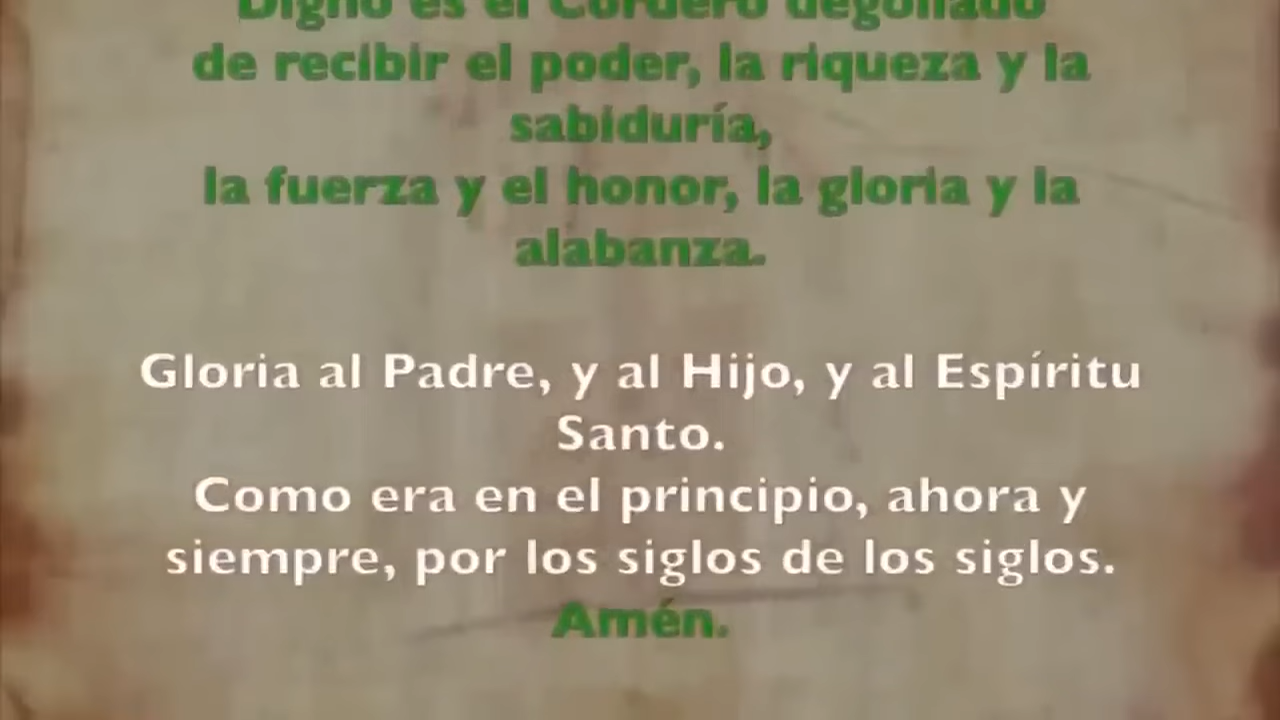 Digno es el Cordero degollado
de recibir el poder, la riqueza y la
sabiduría,
la fuerza y el honor, la gloria y la
alabanza.
Gloria al Padre, y al Hijo, y al Espíritu
Santo.
Como era en el principio, ahora y
siempre, por los siglos de los siglos.
Amén.